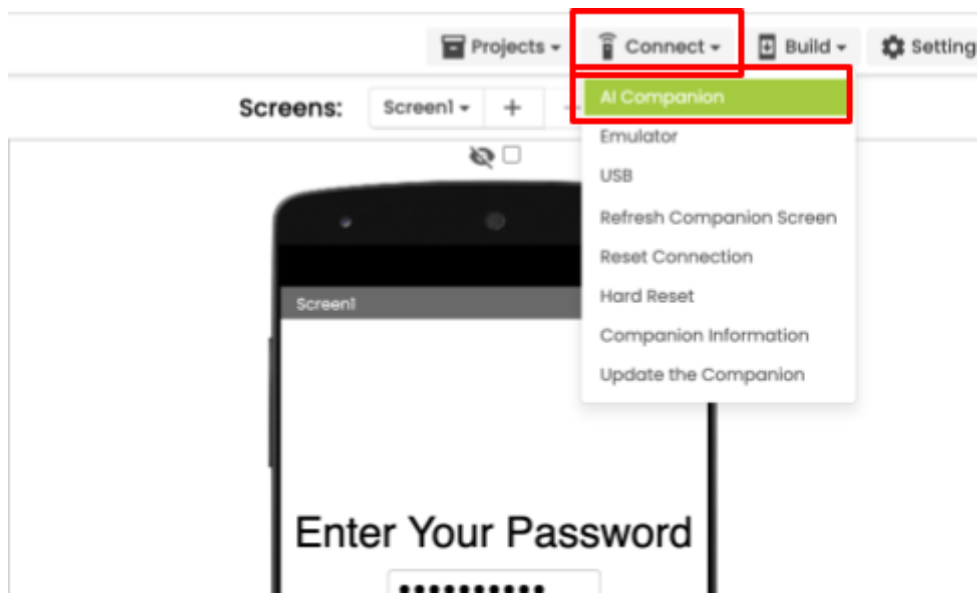 Projects Connect Build Setting
Screens: Screen1 +
AI Companion
Emulator
USB
Refresh Companion Screen
Reset Connection
Hard Reset
Companion Information
Update the Companion
Screen1
Enter Your Password